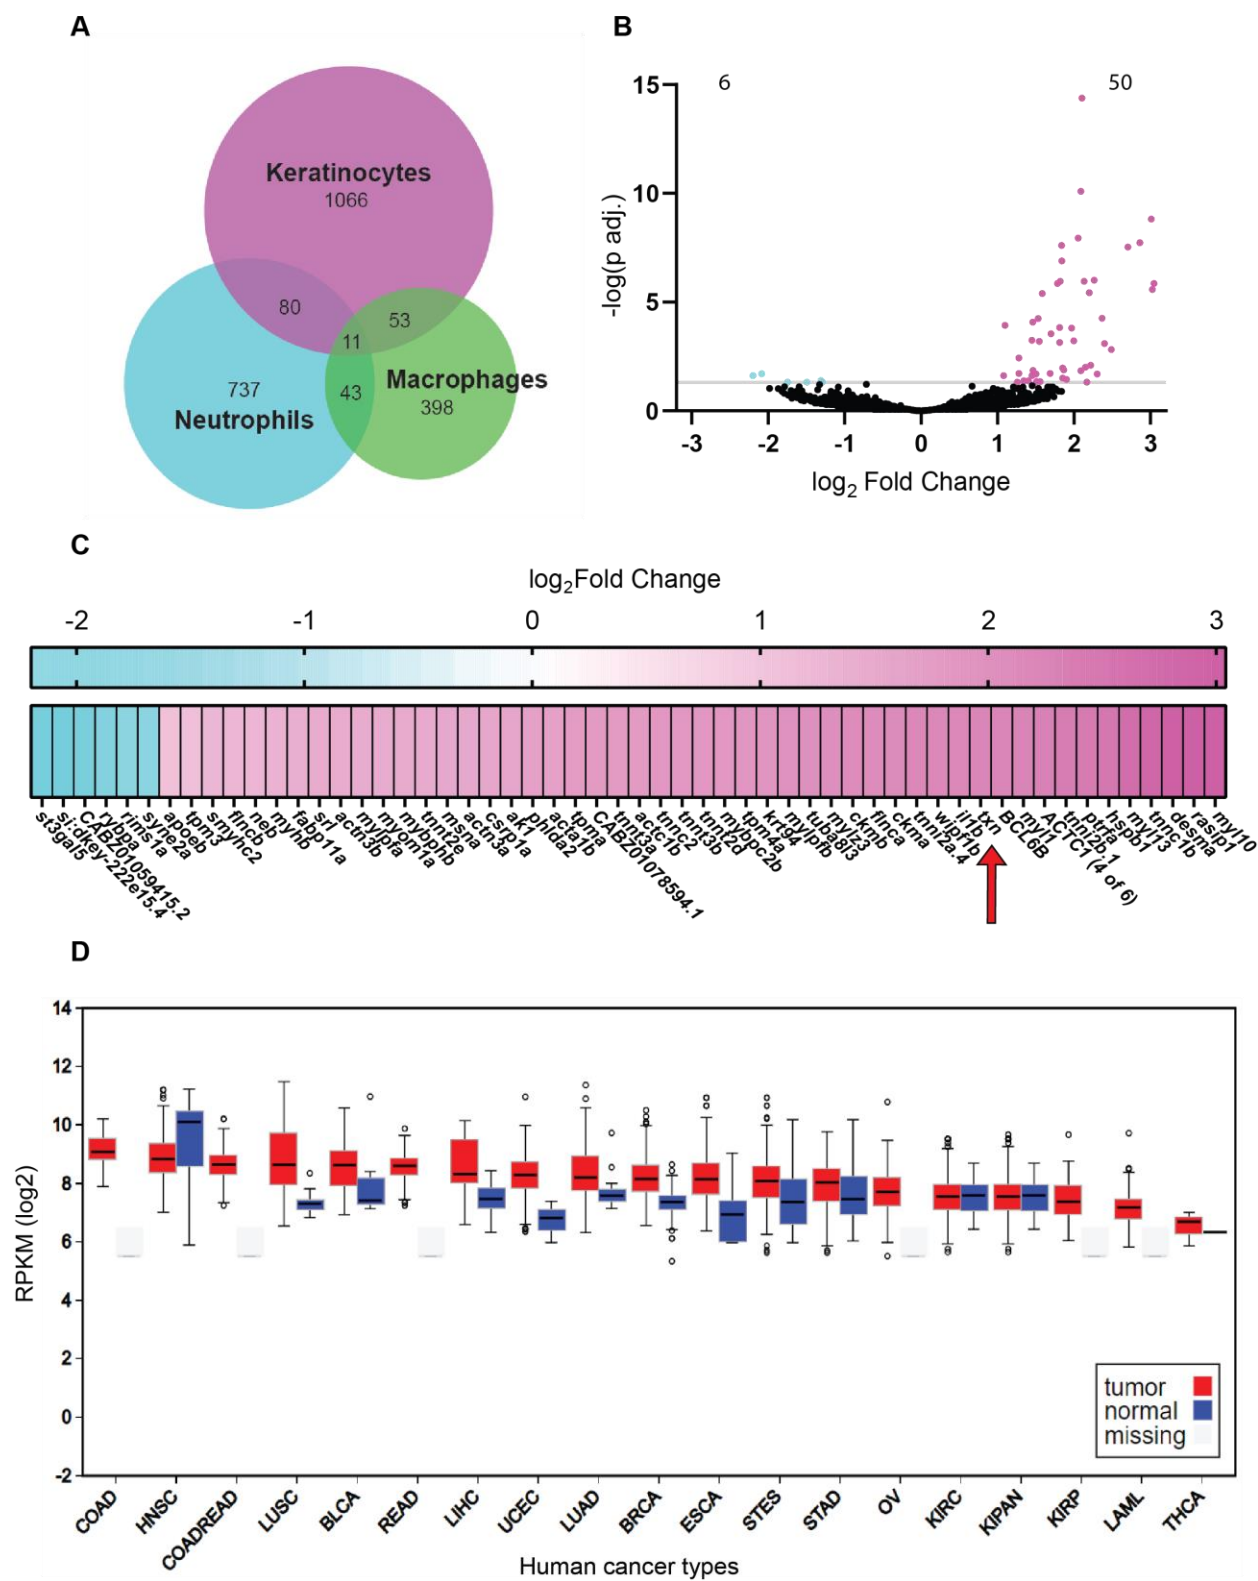 A
B
Keratinocytes
1066
80
53
11
737
Neutrophils
43
Macrophages
398
6
50
15
10
5
0
-log(p adj.)
-3 -2 -1 0 1 2 3
log2 Fold Change
C
log2Fold Change
-2 -1 0 1 2 3
st3gal5
si:dkey-222e15.4
CABZ01059415.2
rybpa
rims1a
syne2a
apoeb
tpm3
smyhc2
flncb
neb
myhb
fabp11a
srl
actn3b
mylpfa
myom1a
mybphb
tnnt2e
msna
actn3a
csrp1a
ak1
phlda2
acta1b
tpma
CABZ01078594.1
tnnt3a
actc1b
tnnc2
tnnt3b
tnnt2d
mybpc2b
tpm4a
krt94
mylpfb
tuba8l3
mylk3
ckmb
flnca
ckma
tnnt2a.4
wipf1b
il1b
txn
BCL6B
myl1
ACTC1 (4 of 6)
tnnt2b.1
ptrfa
hspb1
myl13
tnnc1b
desma
rasip1
myl10
D
14
12
10
8
6
4
2
0
-2
RPKM (log2)
tumor
normal
missing
COAD
HNSC
COADREAD
LUSC
BLCA
READ
LIHC
UCEC
LUAD
BRCA
ESCA
STES
STAD
OV
KIRC
KIPAN
KIRP
LAML
THCA
Human cancer types